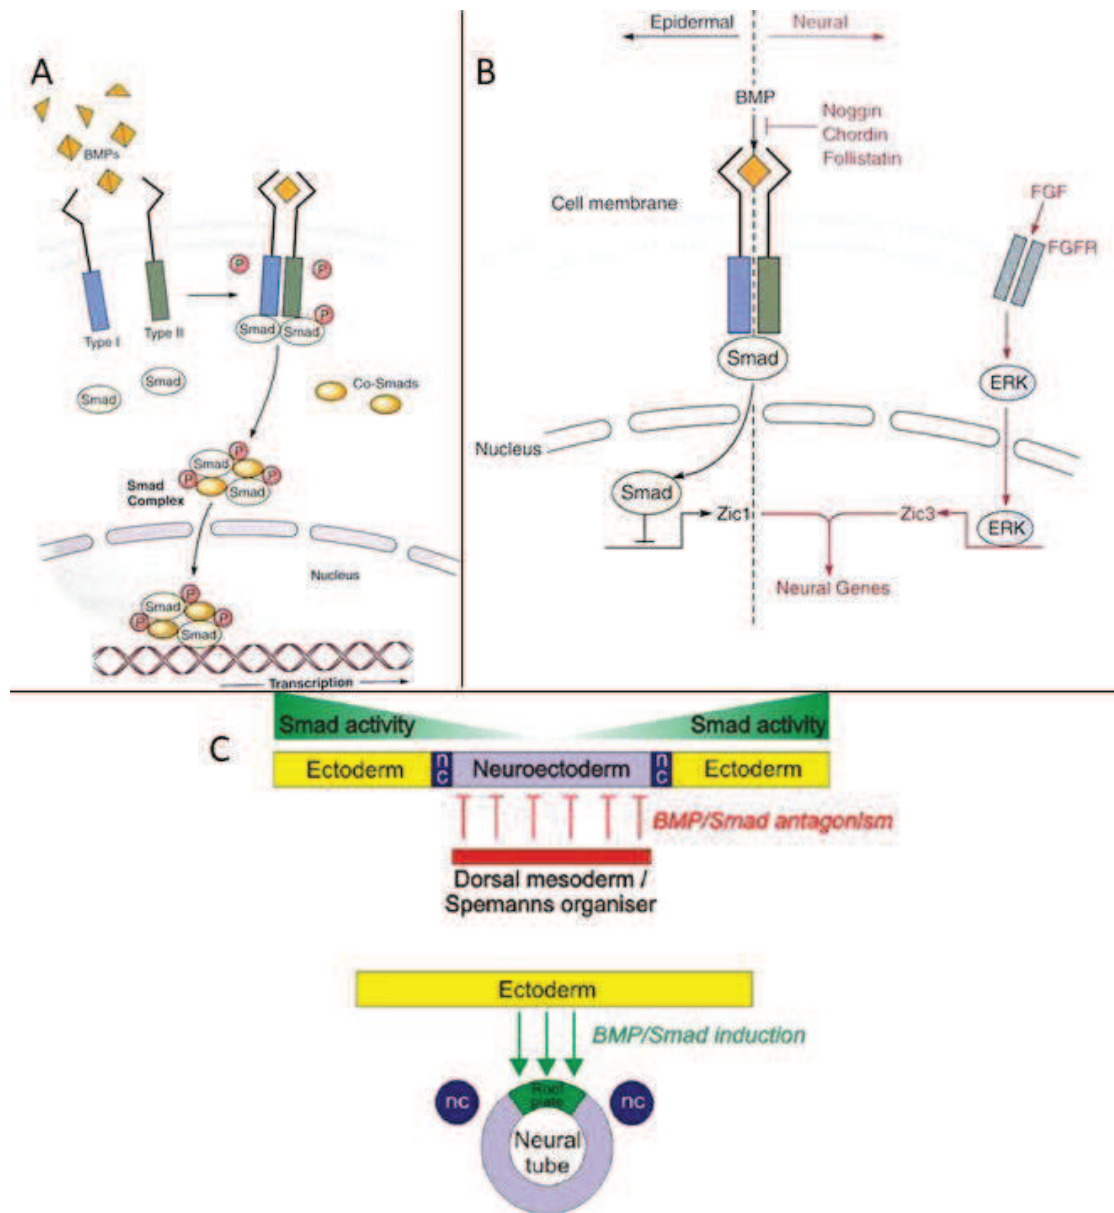 A
BMPs
Type I
Type II
P
P
P
Smad
Smad
Smad
Smad
Co-Smads
P
Smad
P
P
Smad
Smad
Complex
Nucleus
P
Smad
P
P
Smad
Transcription
B
Epidermal
Neural
BMP
Noggin
Chordin
Follistatin
Cell membrane
FGF
FGFR
Smad
ERK
Nucleus
Smad
Zic1
Zic3
ERK
Neural Genes
C
Smad activity
Smad activity
Ectoderm
n
c
Neuroectoderm
n
c
Ectoderm
BMP/Smad antagonism
Dorsal mesoderm /
Spemanns organiser
Ectoderm
BMP/Smad induction
nc
Roof
plate
nc
Neural
tube